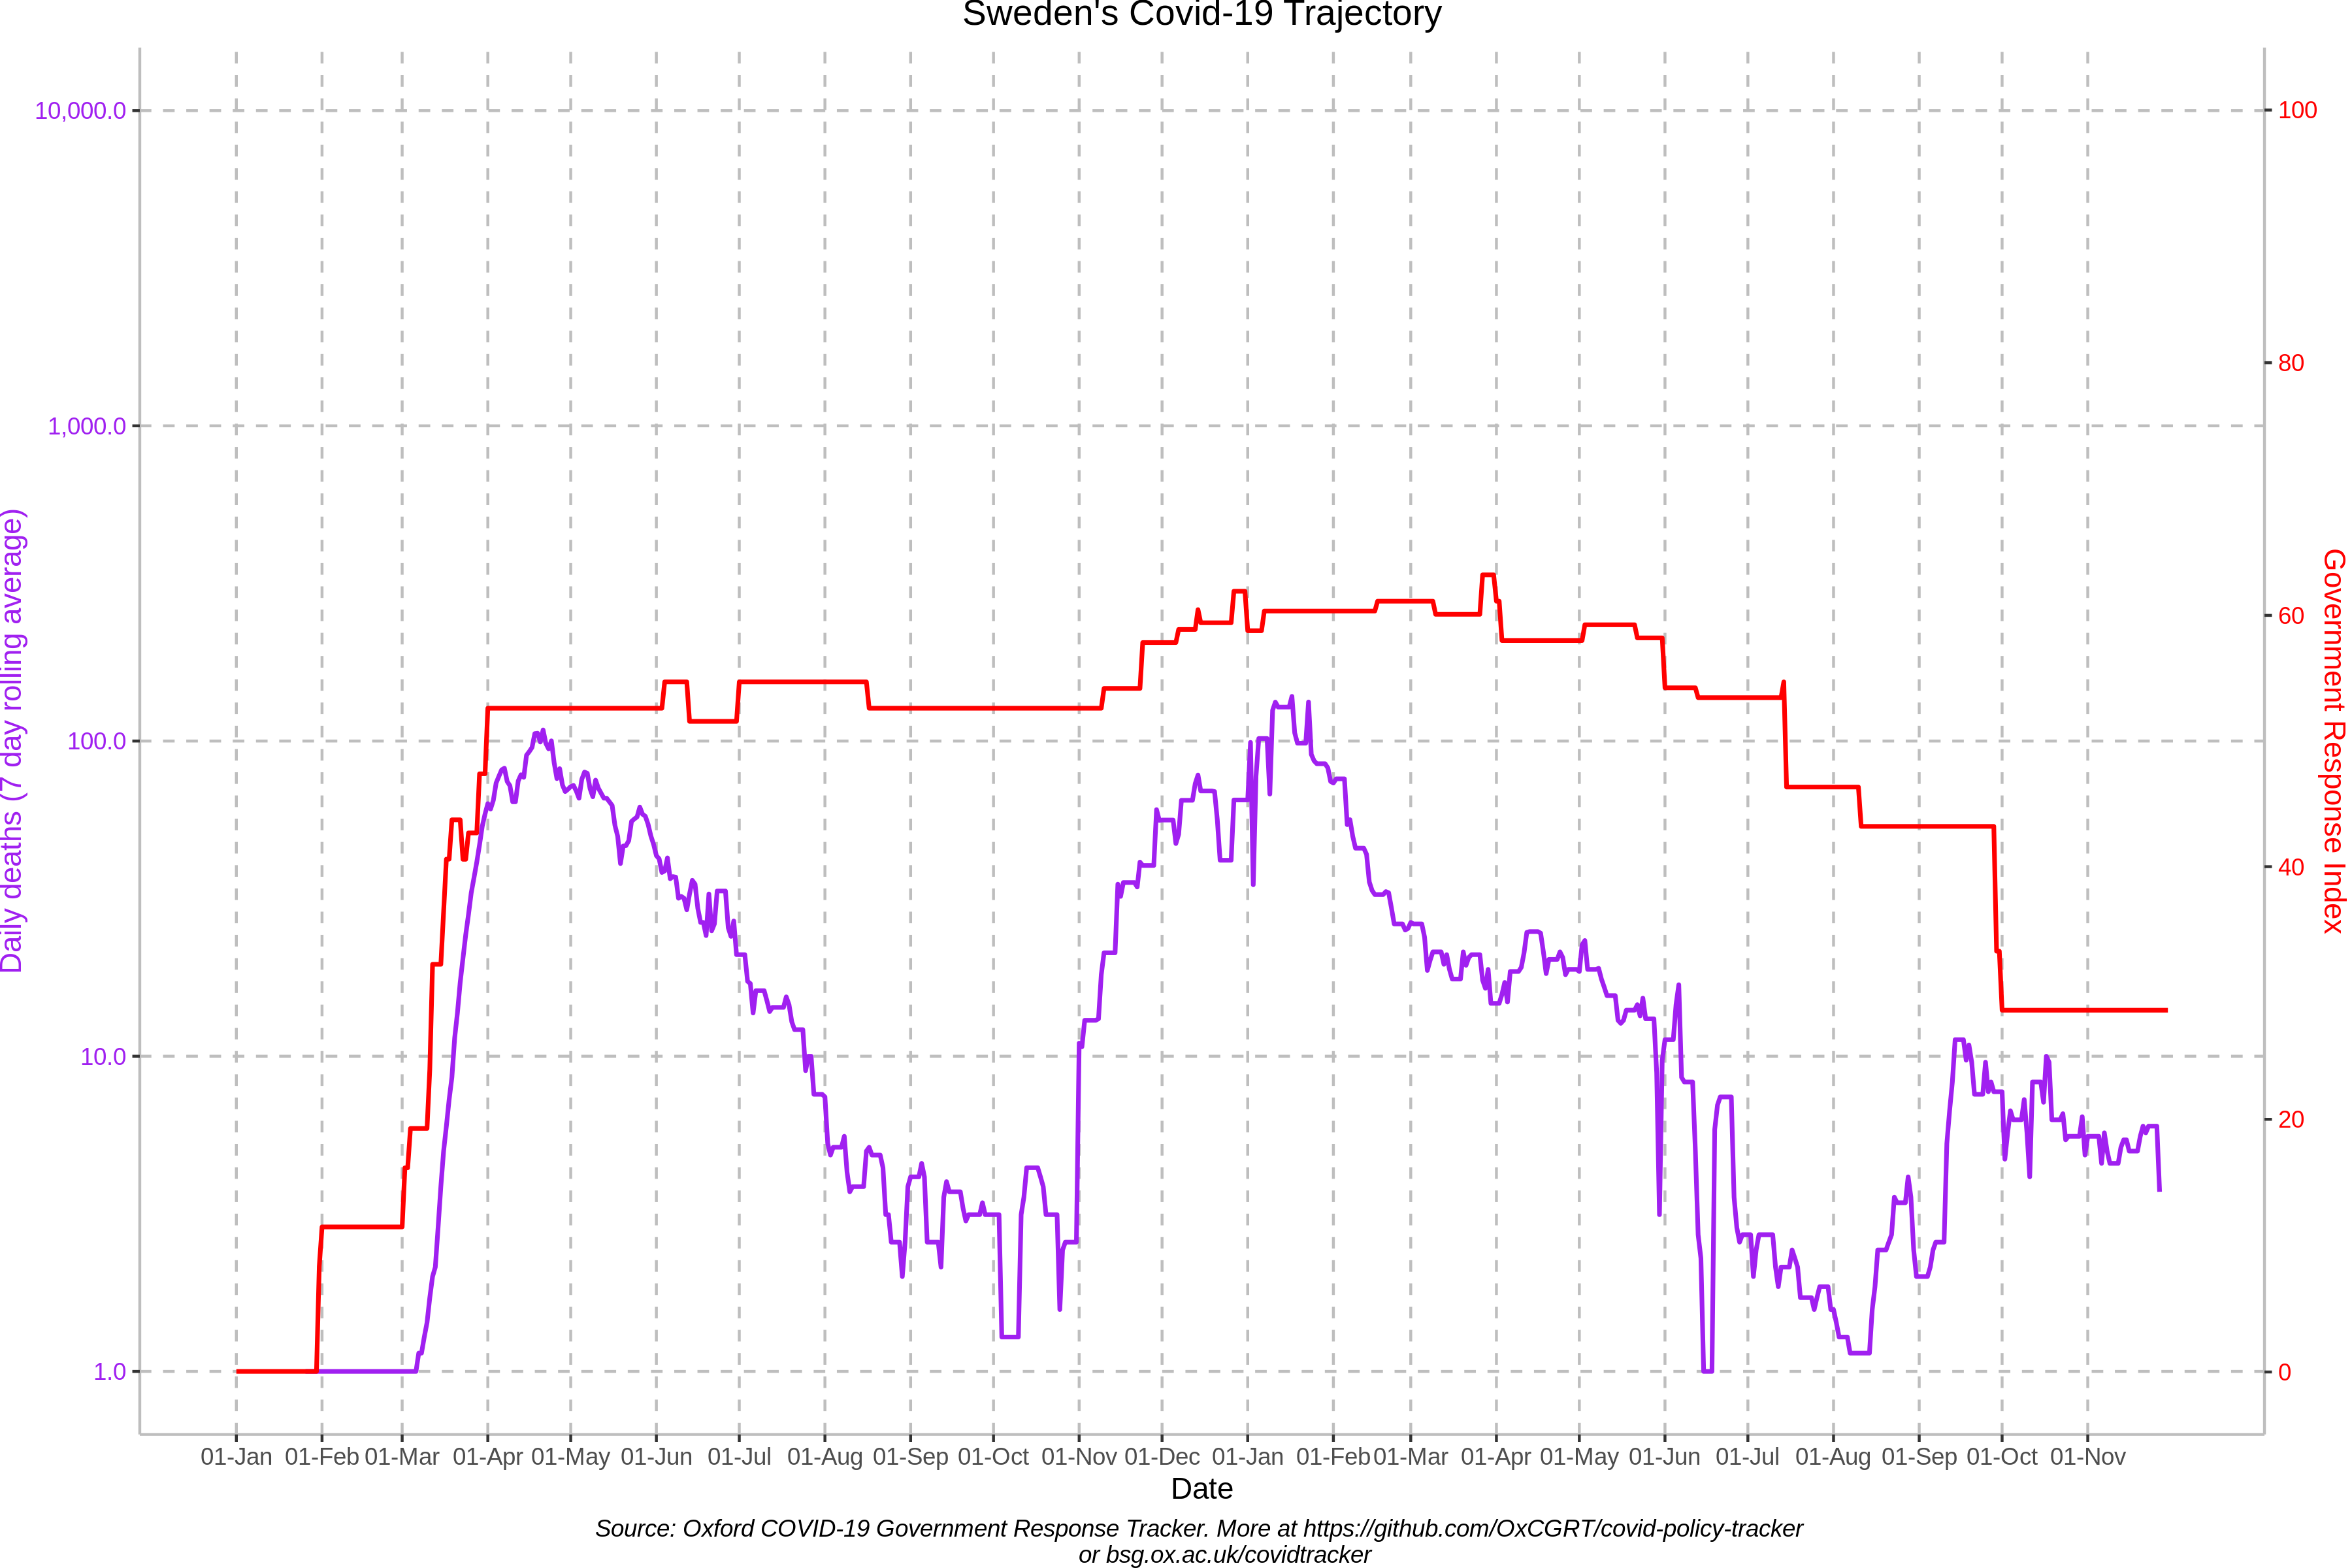 Sweden's Covid-19 Trajectory
10,000.0
1,000.0
100.0
10.0
1.0
Daily deaths (7 day rolling average)
100
80
60
40
20
0
Government Response Index
01-Jan 01-Feb 01-Mar 01-Apr 01-May 01-Jun 01-Jul 01-Aug 01-Sep 01-Oct 01-Nov 01-Dec 01-Jan 01-Feb 01-Mar 01-Apr 01-May 01-Jun 01-Jul 01-Aug 01-Sep 01-Oct 01-Nov
Date
Source: Oxford COVID-19 Government Response Tracker. More at https://github.com/OxCGRT/covid-policy-tracker
or bsg.ox.ac.uk/covidtracker